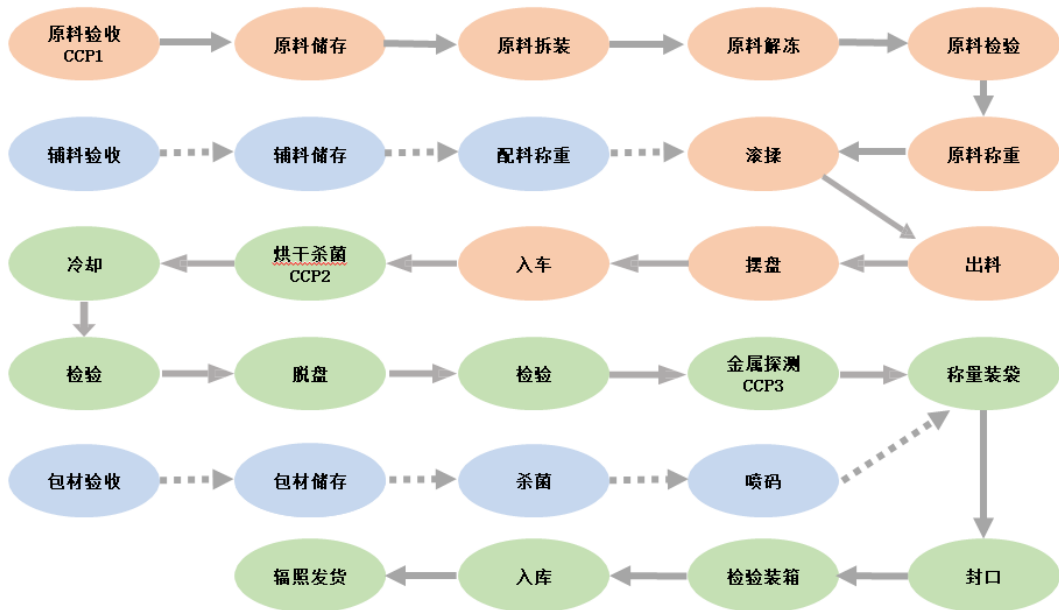 原料验收
CCP1
原料储存
原料拆装
原料解冻
原料检验
辅料验收
辅料储存
配料称重
滚揉
原料称重
冷却
烘干杀菌
CCP2
入车
摆盘
出料
检验
脱盘
检验
金属探测
CCP3
称量装袋
包材验收
包材储存
杀菌
喷码
辐照发货
入库
检验装箱
封口